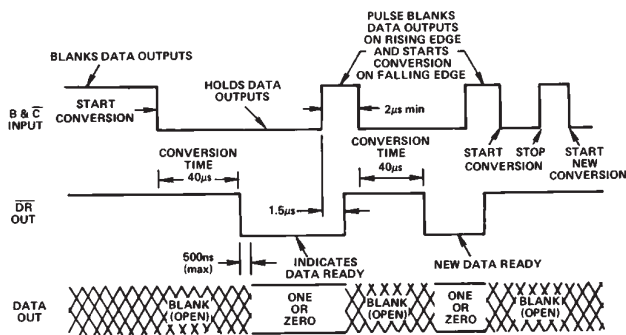 PULSE BLANKS
DATA OUTPUTS
ON RISING EDGE
AND STARTS
CONVERSION
ON FALLING EDGE
BLANKS DATA OUTPUTS
HOLDS DATA
OUTPUTS
B & C̅
INPUT
START
CONVERSION
2µs min
CONVERSION
TIME
40µs
CONVERSION
TIME
40µs
START
CONVERSION
STOP
START
NEW
CONVERSION
D̅R̅
OUT
1.5µs
500ns
(max)
INDICATES
DATA READY
NEW DATA READY
DATA
OUT
BLANK
(OPEN)
ONE
OR
ZERO
BLANK
(OPEN)
ONE
OR
ZERO
BLANK
(OPEN)